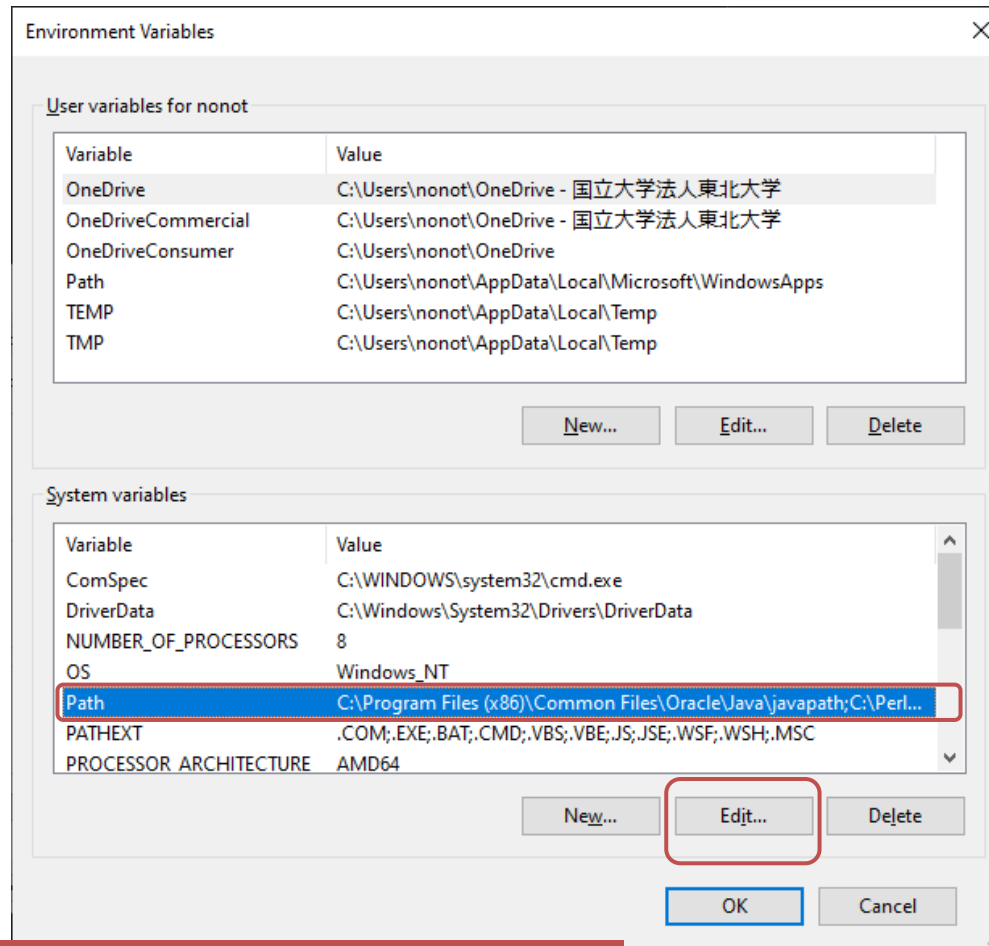 Environment Variables
User variables for nonot
Variable Value
OneDrive C:\Users\nonot\OneDrive - 国立大学法人東北大学
OneDriveCommercial C:\Users\nonot\OneDrive - 国立大学法人東北大学
OneDriveConsumer C:\Users\nonot\OneDrive
Path C:\Users\nonot\AppData\Local\Microsoft\WindowsApps
TEMP C:\Users\nonot\AppData\Local\Temp
TMP C:\Users\nonot\AppData\Local\Temp
New... Edit... Delete
System variables
Variable Value
ComSpec C:\WINDOWS\system32\cmd.exe
DriverData C:\Windows\System32\Drivers\DriverData
NUMBER_OF_PROCESSORS 8
OS Windows_NT
Path C:\Program Files (x86)\Common Files\Oracle\Java\javapath;C:\Perl...
PATHEXT .COM;.EXE;.BAT;.CMD;.VBS;.VBE;.JS;.JSE;.WSF;.WSH;.MSC
PROCESSOR_ARCHITECTURE AMD64
New... Edit... Delete
OK Cancel